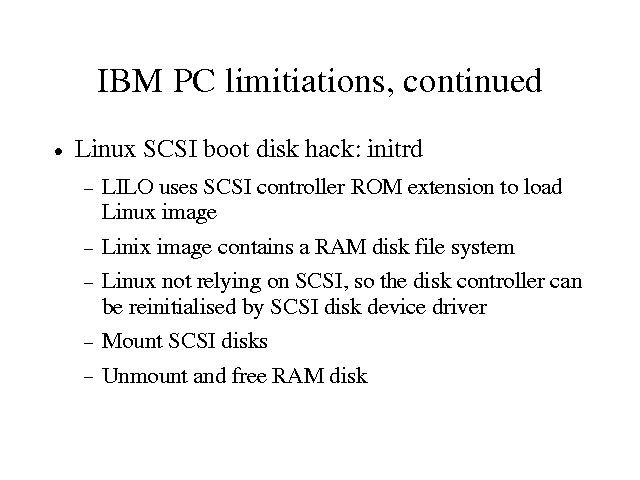 IBM PC limitiations, continued
• Linux SCSI boot disk hack: initrd
– LILO uses SCSI controller ROM extension to load
Linux image
– Linix image contains a RAM disk file system
– Linux not relying on SCSI, so the disk controller can
be reinitialised by SCSI disk device driver
– Mount SCSI disks
– Unmount and free RAM disk